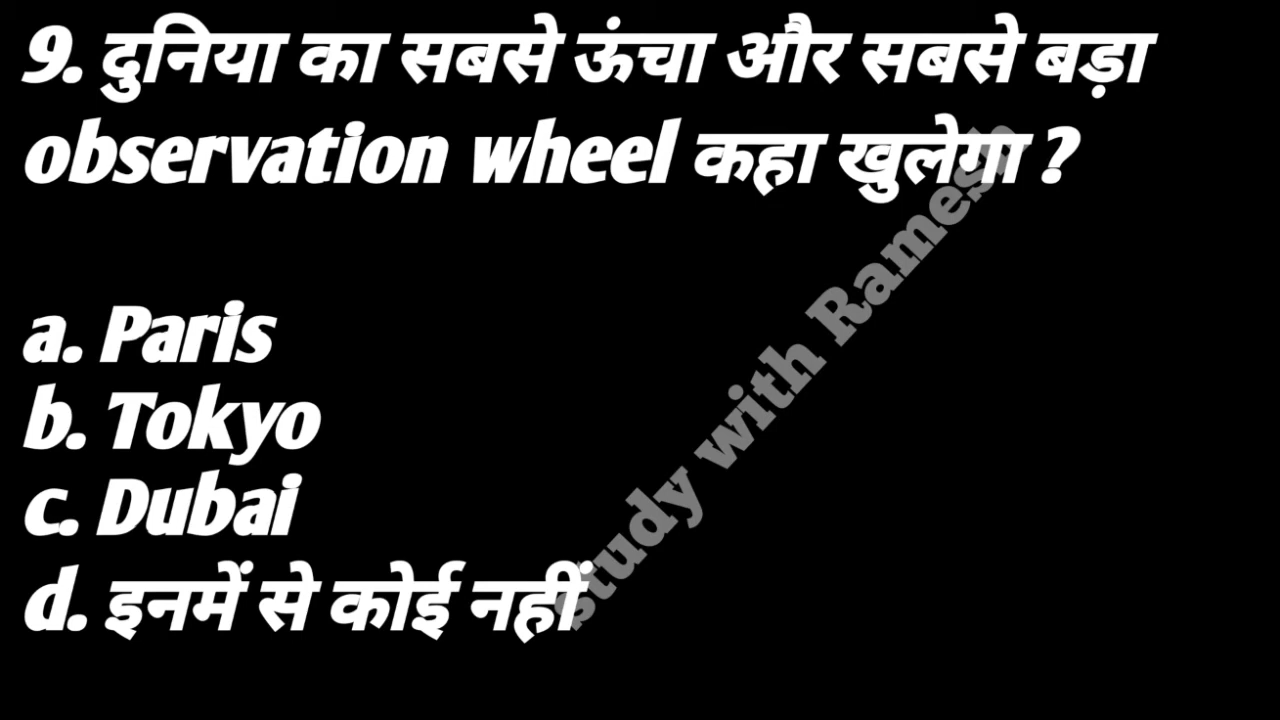 9. दुनिया का सबसे ऊंचा और सबसे बड़ा
observation wheel कहा खुलेगा ?
a. Paris
b. Tokyo
c. Dubai
d. इनमें से कोई नहीं
study with Ramesh